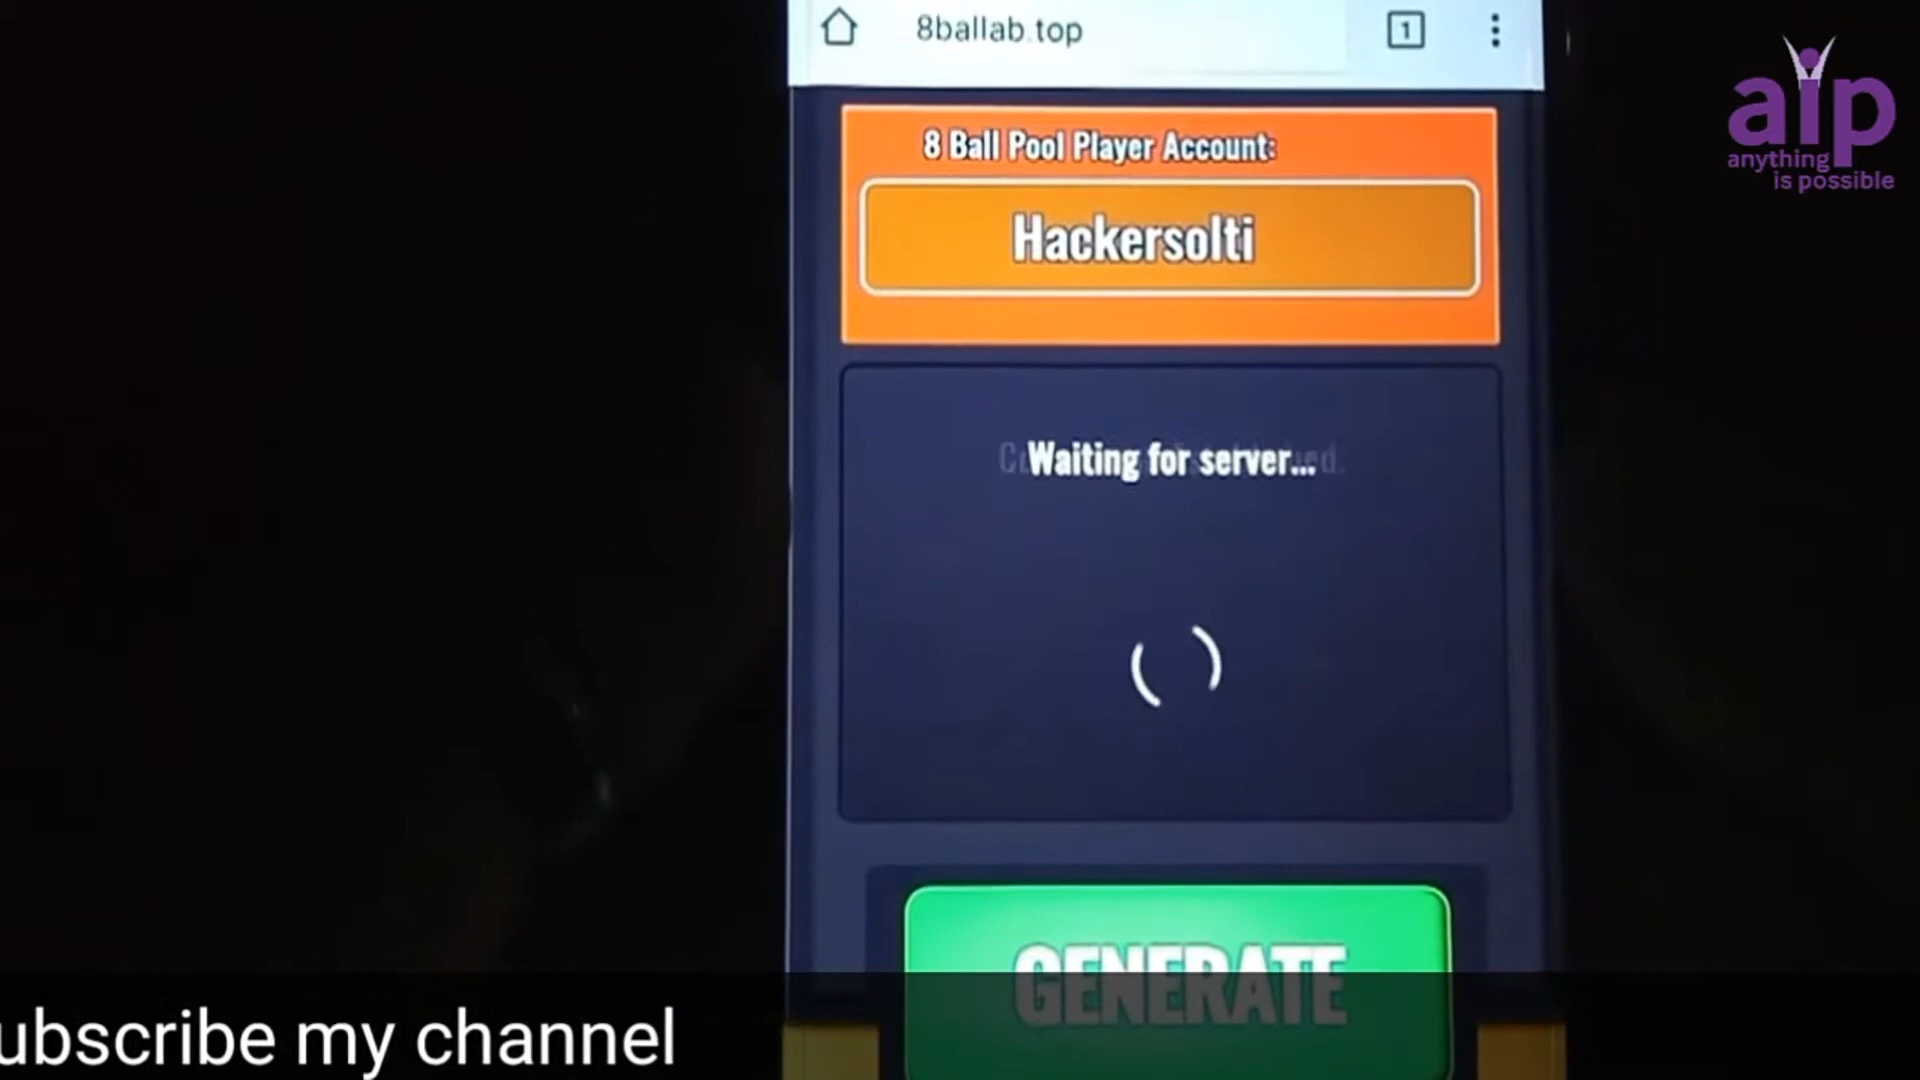 8ballab.top
1
aip
anything
is possible
8 Ball Pool Player Account:
Hackersolti
Waiting for server...
GENERATE
ubscribe my channel